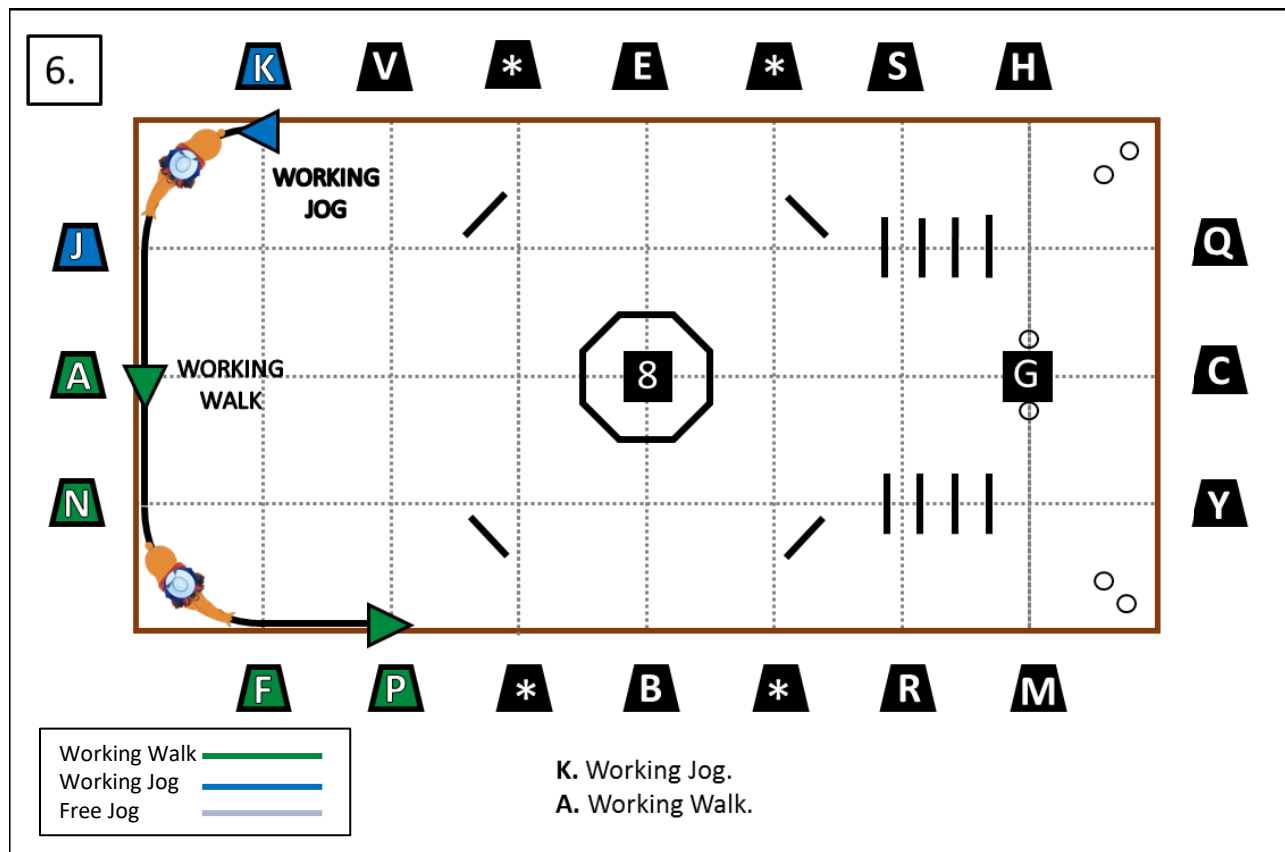 6.
K V * E * S H
WORKING
JOG
J Q
A WORKING 8 G C
WALK
N Y
F P * B * R M
Working Walk
Working Jog
Free Jog
K. Working Jog.
A. Working Walk.